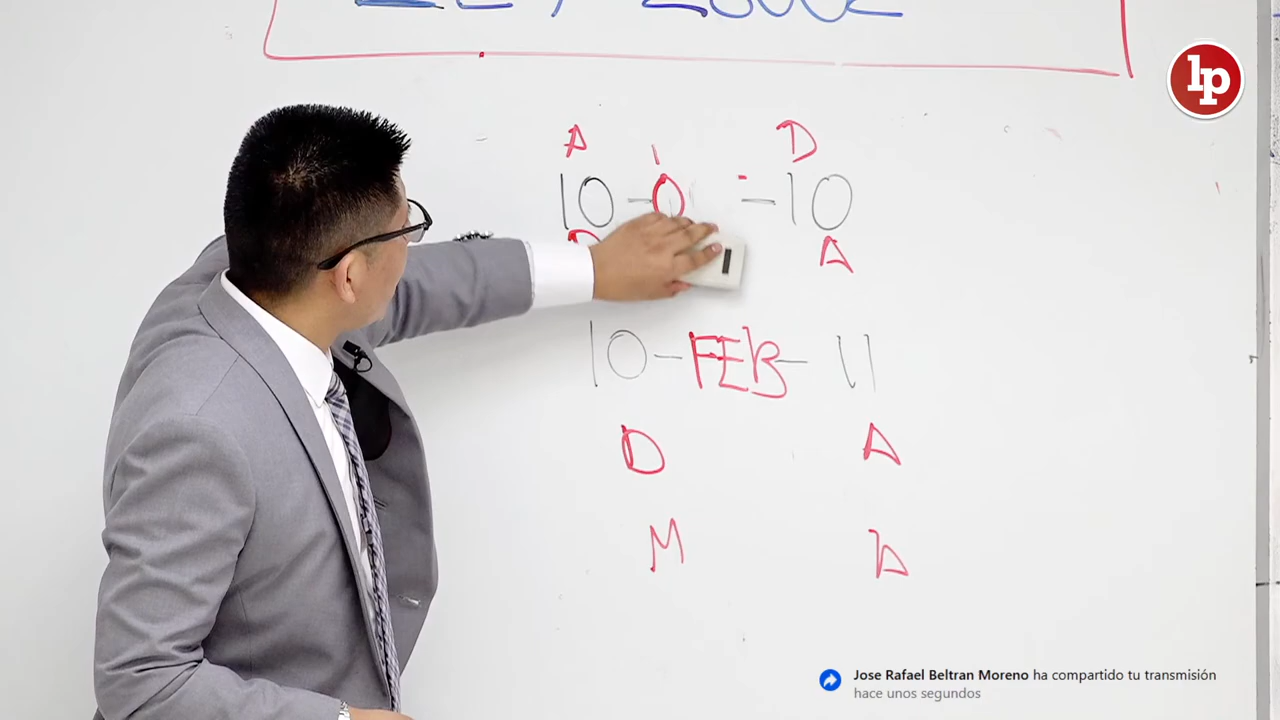 lp
A
D
10-0
-10
A
10-FEB-11
D A
M D
Jose Rafael Beltran Moreno ha compartido tu transmisión
hace unos segundos